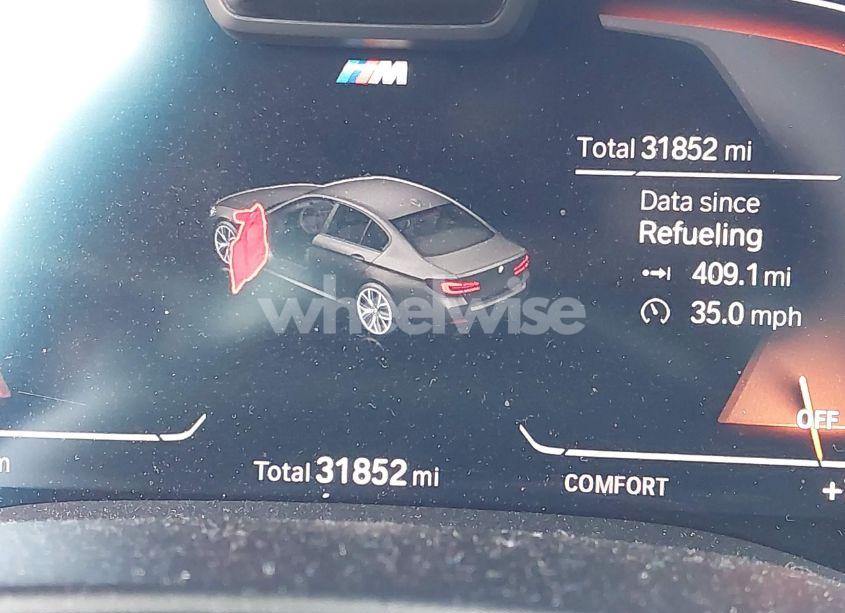 M
Total 31852 mi
Data since
Refueling
409.1 mi
35.0 mph
wheelwise
OFF
Total 31852 mi
COMFORT
+